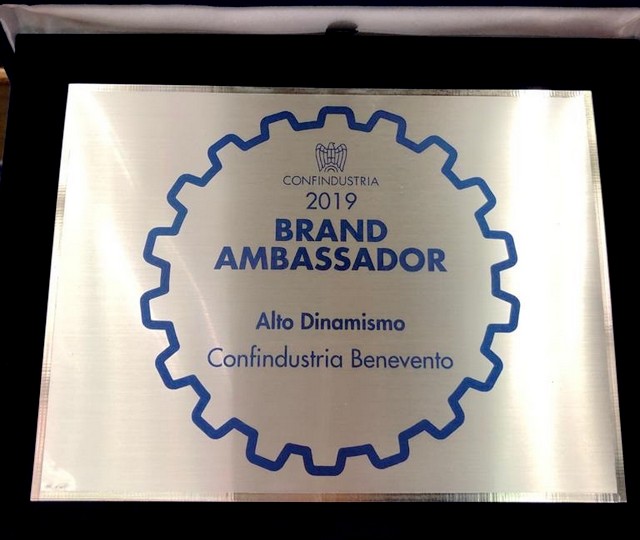 CONFINDUSTRIA
2019
BRAND
AMBASSADOR
Alto Dinamismo
Confindustria Benevento